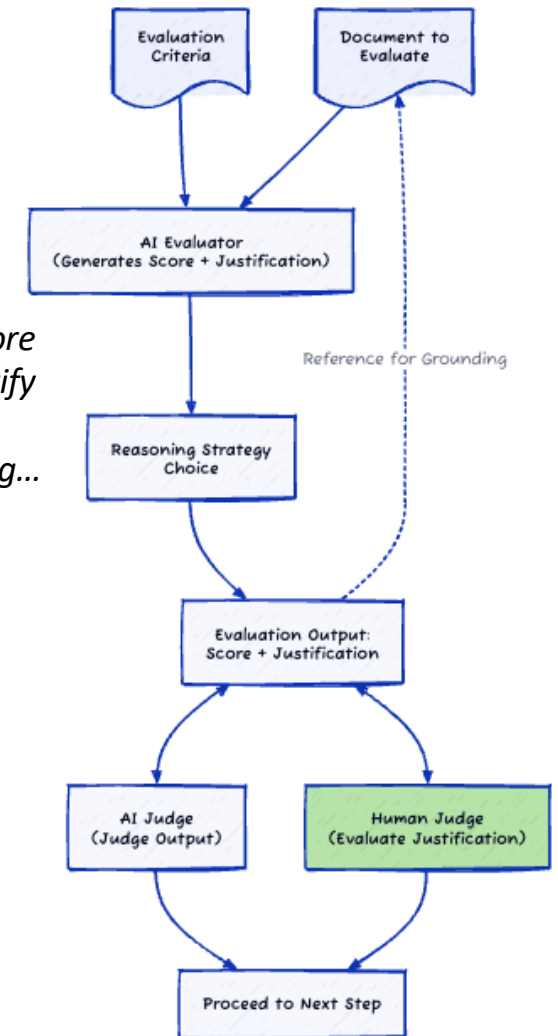 Evaluation
Criteria
Document to
Evaluate
AI Evaluator
(Generates Score + Justification)
Reference for Grounding
Reasoning Strategy
Choice
Evaluation Output:
Score + Justification
AI Judge
(Judge Output)
Human Judge
(Evaluate Justification)
Proceed to Next Step